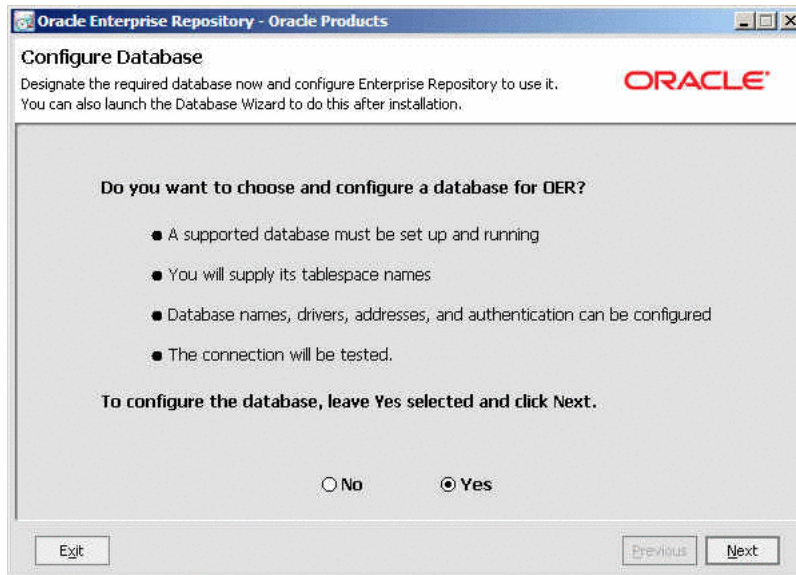 Oracle Enterprise Repository - Oracle Products
Configure Database
Designate the required database now and configure Enterprise Repository to use it.
You can also launch the Database Wizard to do this after installation.
ORACLE
Do you want to choose and configure a database for OER?
A supported database must be set up and running
You will supply its tablespace names
Database names, drivers, addresses, and authentication can be configured
The connection will be tested.
To configure the database, leave Yes selected and click Next.
No
Yes
Exit
Previous
Next